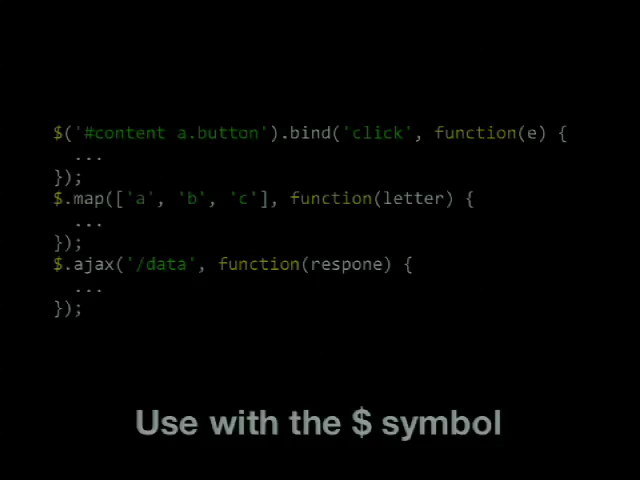 $('#content a.button').bind('click', function(e) {
...
});
$.map(['a', 'b', 'c'], function(letter) {
...
});
$.ajax('/data', function(respone) {
...
});
Use with the $ symbol